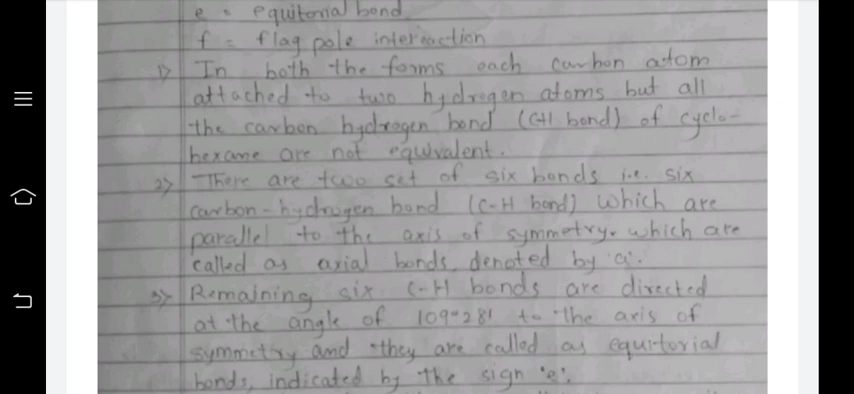 e = equitorial bond
f = flag pole intereaction
1) In both the forms each carbon atom
attached to two hydrogen atoms but all
the carbon hydrogen bond (CH bond) of cyclo-
hexane are not equivalent.
2) There are two set of six bonds i.e. six
carbon-hydrogen bond (C-H bond) which are
parallel to the axis of symmetry. which are
called as axial bonds, denoted by 'a'.
3) Remaining six C-H bonds are directed
at the angle of 109°28' to the axis of
symmetry and they are called as equitorial
bonds, indicated by the sign 'e'.